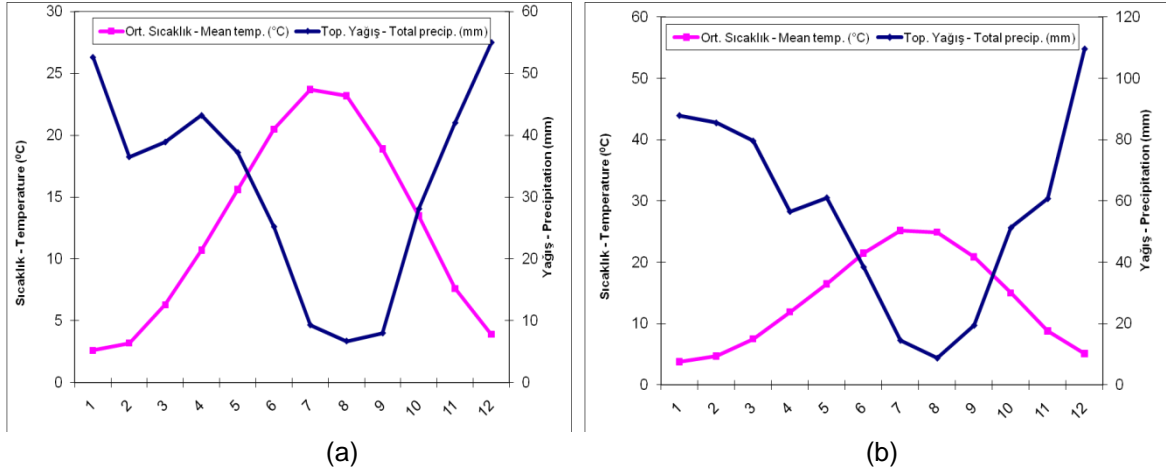 Ort. Sıcaklık - Mean temp. (°C) Top. Yağış - Total precip. (mm)
30
25
20
15
10
5
0
Sıcaklık - Temperature (⁰C)
60
50
40
30
20
10
0
Yağış - Precipitation (mm)
1 2 3 4 5 6 7 8 9 10 11 12
(a)
Ort. Sıcaklık - Mean temp. (°C) Top. Yağış - Total precip. (mm)
60
50
40
30
20
10
0
Sıcaklık - Temperature (⁰C)
120
100
80
60
40
20
0
Yağış - Precipitation (mm)
1 2 3 4 5 6 7 8 9 10 11 12
(b)